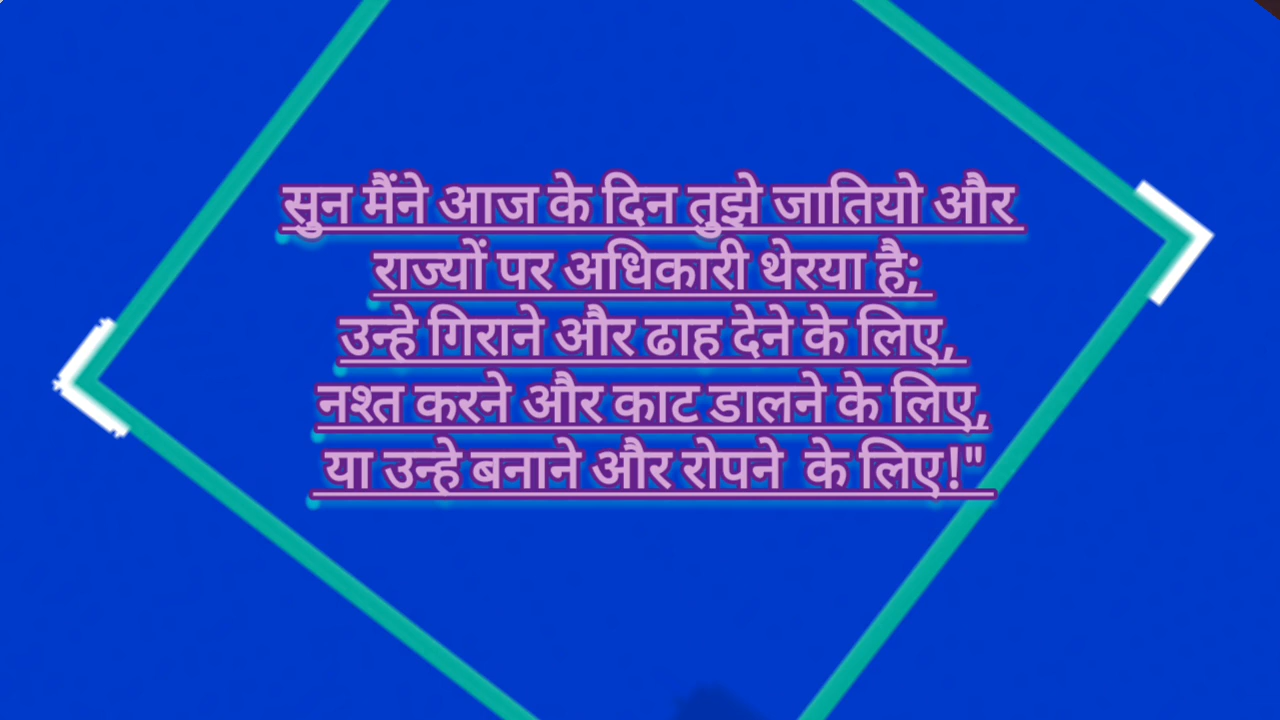 सुन मैंने आज के दिन तुझे जातियो और
राज्यों पर अधिकारी थेरया है;
उन्हे गिराने और ढाह देने के लिए,
नश्त करने और काट डालने के लिए,
या उन्हे बनाने और रोपने के लिए!"